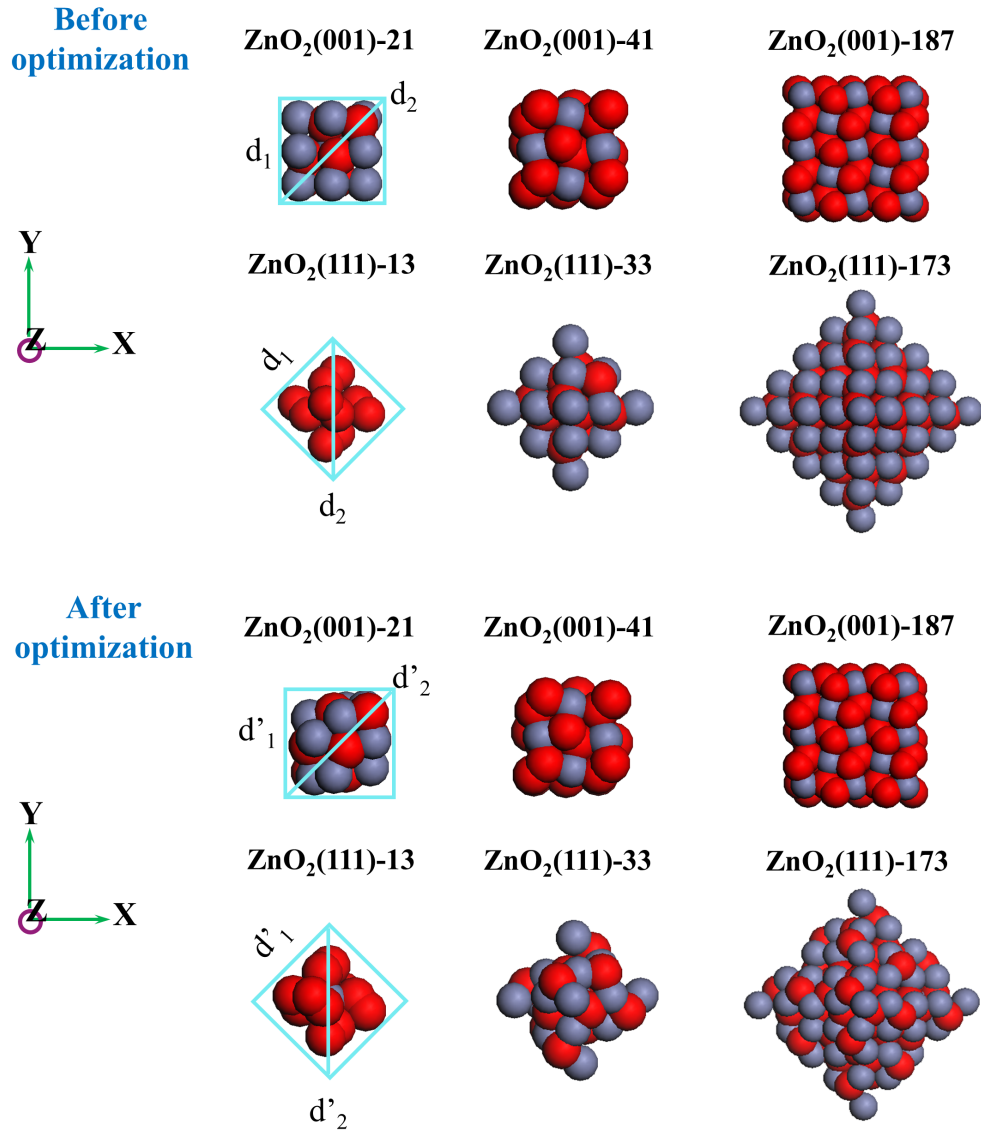 Before
optimization
ZnO₂(001)-21
ZnO₂(001)-41
ZnO₂(001)-187
d₂
d₁
ZnO₂(111)-13
ZnO₂(111)-33
ZnO₂(111)-173
Y
Z
X
d₁
d₂
After
optimization
ZnO₂(001)-21
ZnO₂(001)-41
ZnO₂(001)-187
d’₂
d’₁
ZnO₂(111)-13
ZnO₂(111)-33
ZnO₂(111)-173
Y
Z
X
d’₁
d’₂